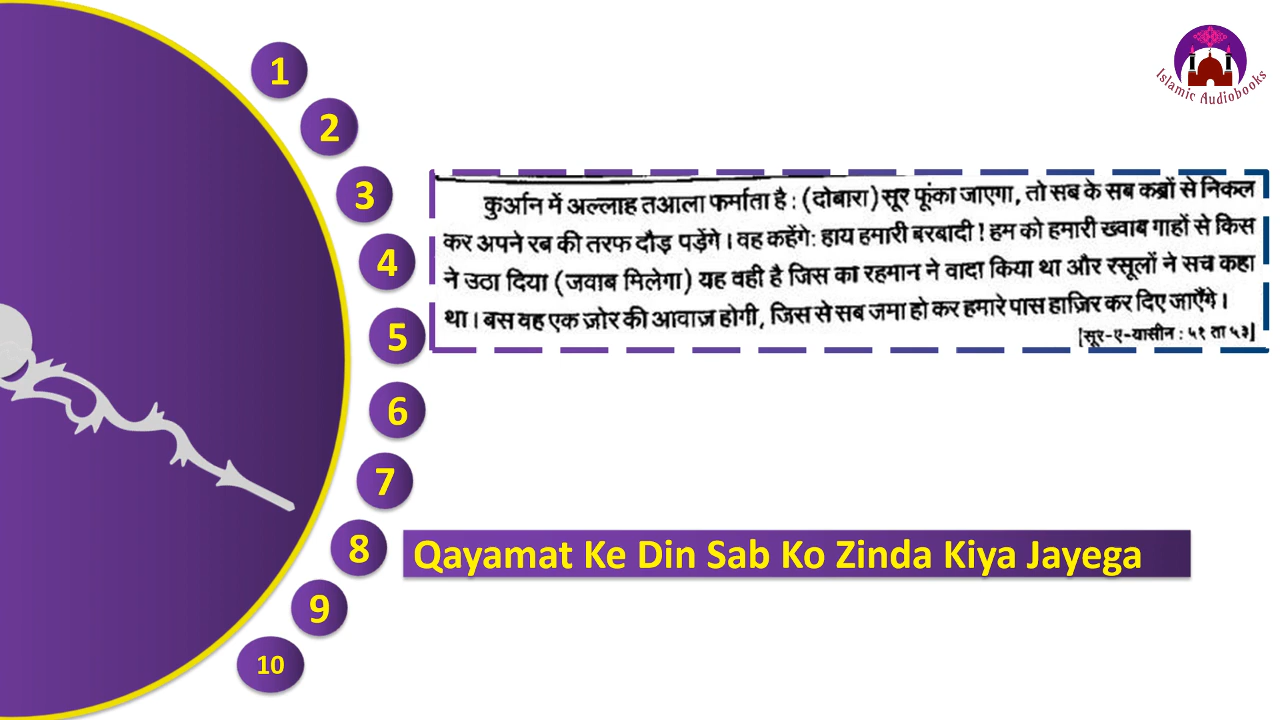 1
2
3
4
5
6
7
8
9
10
Islamic Audiobooks
कुर्आन में अल्लाह तआला फर्माता है : (दोबारा) सूर फूंका जाएगा, तो सब के सब कब्रों से निकल
कर अपने रब की तरफ दौड़ पड़ेंगे । वह कहेंगे: हाय हमारी बरबादी ! हम को हमारी ख्वाब गाहों से किस
ने उठा दिया (जवाब मिलेगा) यह वही है जिस का रहमान ने वादा किया था और रसूलों ने सच कहा
था । बस वह एक ज़ोर की आवाज़ होगी, जिस से सब जमा हो कर हमारे पास हाज़िर कर दिए जाएँगे ।
[सूर-ए-यासीन : ५१ ता ५३]
Qayamat Ke Din Sab Ko Zinda Kiya Jayega